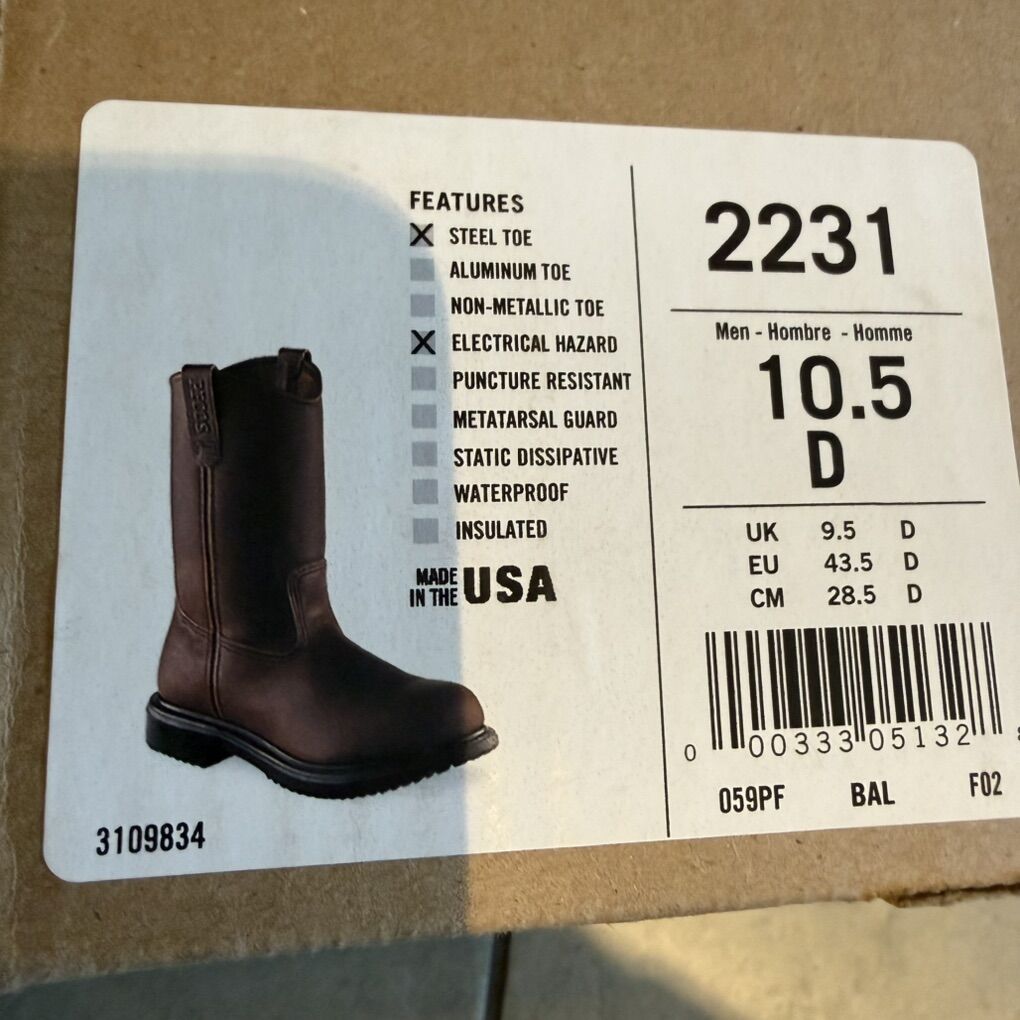 FEATURES
X STEEL TOE
ALUMINUM TOE
NON-METALLIC TOE
X ELECTRICAL HAZARD
PUNCTURE RESISTANT
METATARSAL GUARD
STATIC DISSIPATIVE
WATERPROOF
INSULATED
MADE
IN THE USA
3109834
2231
Men - Hombre - Homme
10.5
D
UK 9.5 D
EU 43.5 D
CM 28.5 D
0 00333 05132
059PF BAL F02